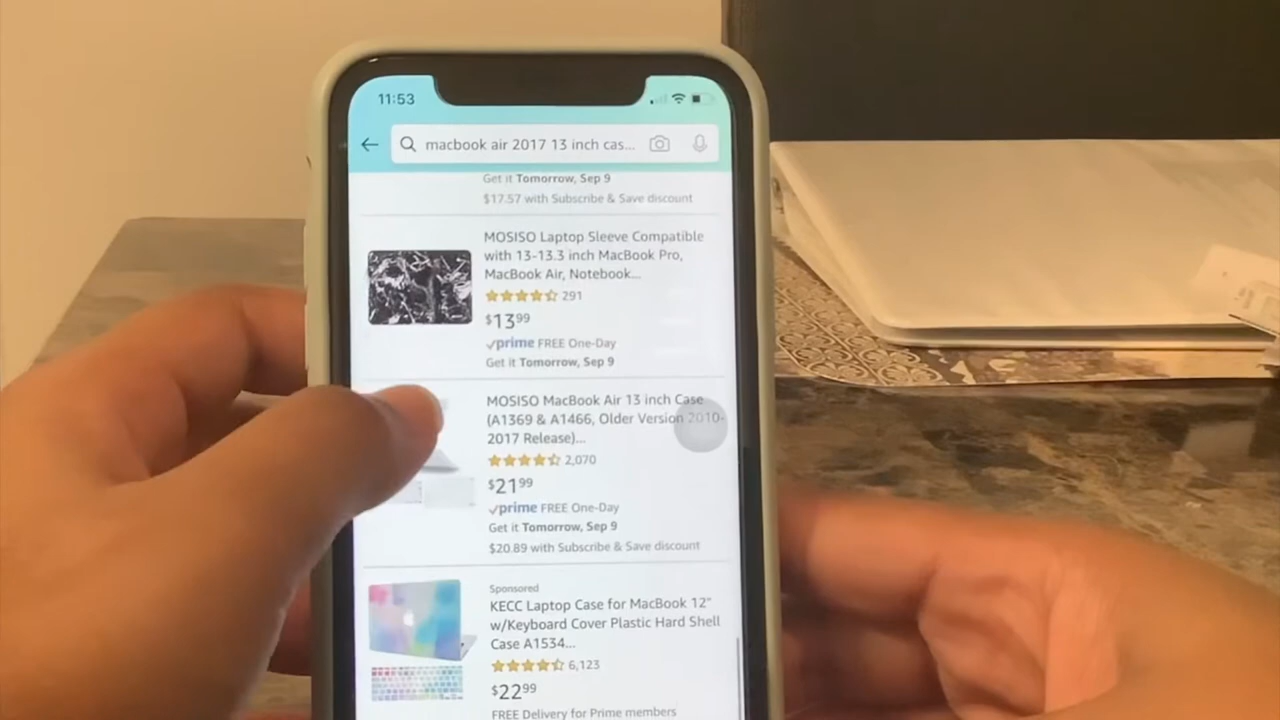 11:53
macbook air 2017 13 inch cas...
Get it Tomorrow, Sep 9
$17.57 with Subscribe & Save discount
MOSISO Laptop Sleeve Compatible
with 13-13.3 inch MacBook Pro,
MacBook Air, Notebook...
291
$13.99
prime FREE One-Day
Get it Tomorrow, Sep 9
MOSISO MacBook Air 13 inch Case
(A1369 & A1466, Older Version 2010-
2017 Release)...
2,070
$21.99
prime FREE One-Day
Get it Tomorrow, Sep 9
$20.89 with Subscribe & Save discount
Sponsored
KECC Laptop Case for MacBook 12"
w/Keyboard Cover Plastic Hard Shell
Case A1534...
6,123
$22.99
FREE Delivery for Prime members